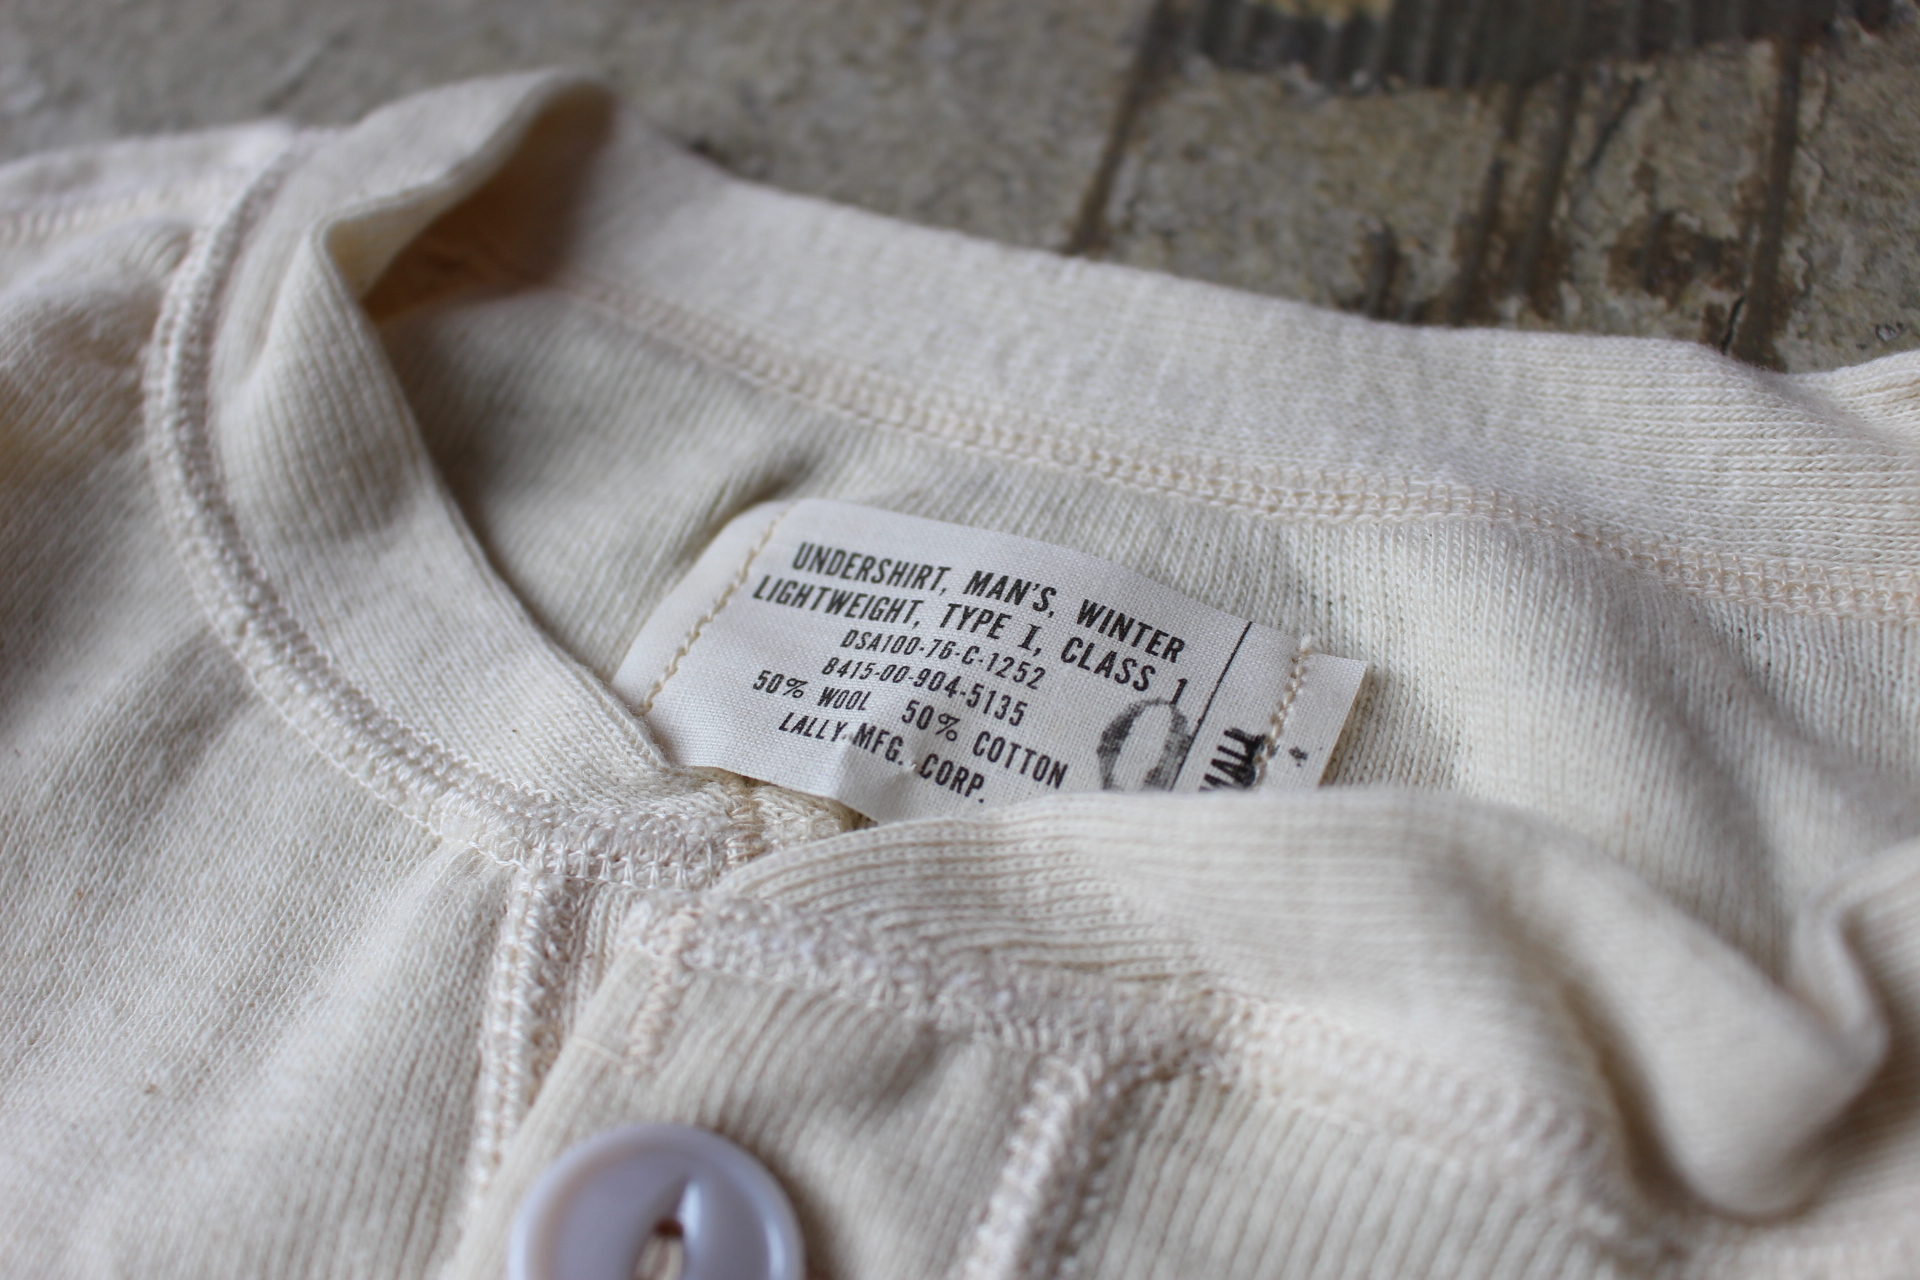 UNDERSHIRT, MAN'S, WINTER
LIGHTWEIGHT, TYPE I, CLASS 1
DSA100-76-C-1252
8415-00-904-5135
50% WOOL 50% COTTON
LALLY MFG. CORP.